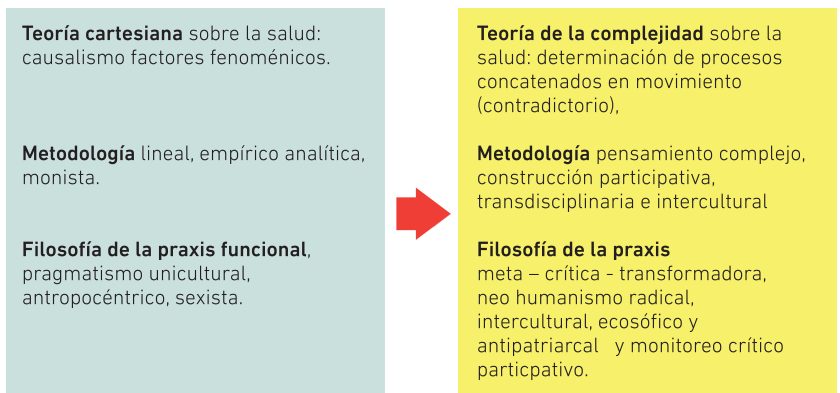 Teoría cartesiana sobre la salud:
causalismo factores fenoménicos.
Metodología lineal, empírico analítica,
monista.
Filosofía de la praxis funcional,
pragmatismo unicultural,
antropocéntrico, sexista.
Teoría de la complejidad sobre la
salud: determinación de procesos
concatenados en movimiento
(contradictorio),
Metodología pensamiento complejo,
construcción participativa,
transdisciplinaria e intercultural
Filosofía de la praxis
meta – crítica - transformadora,
neo humanismo radical,
intercultural, ecosófico y
antipatriarcal   y monitoreo crítico
particpativo.